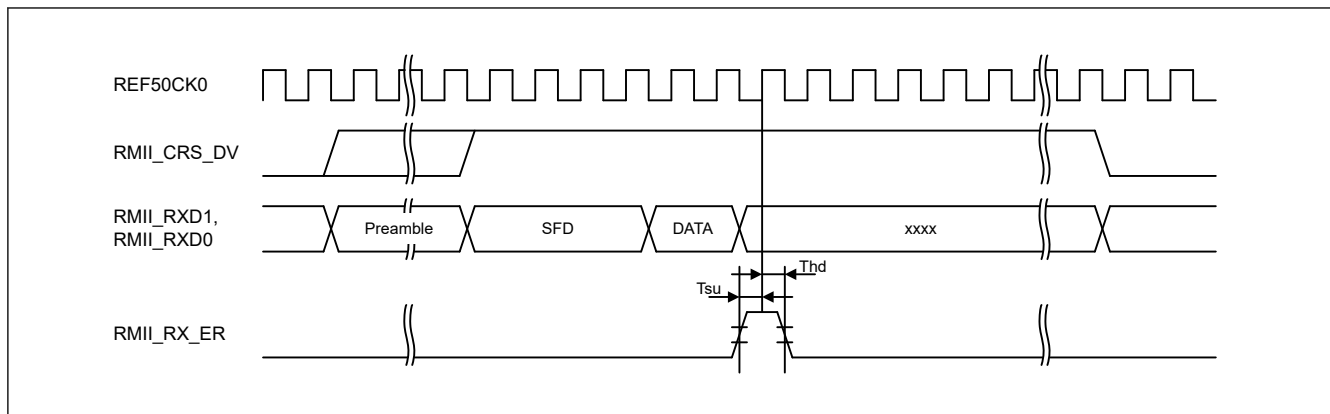 REF50CK0
RMII_CRS_DV
RMII_RXD1,
RMII_RXD0
Preamble
SFD
DATA
xxxx
Thd
Tsu
RMII_RX_ER